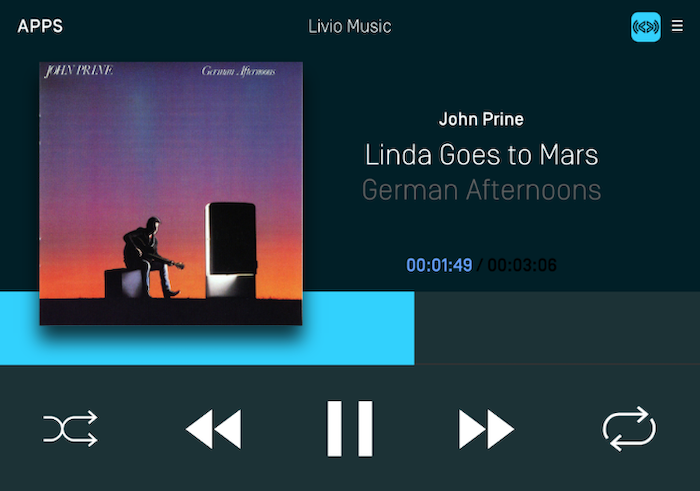 APPS
Livio Music
JOHN PRINE
German Afternoons
John Prine
Linda Goes to Mars
German Afternoons
00:01:49 / 00:03:06